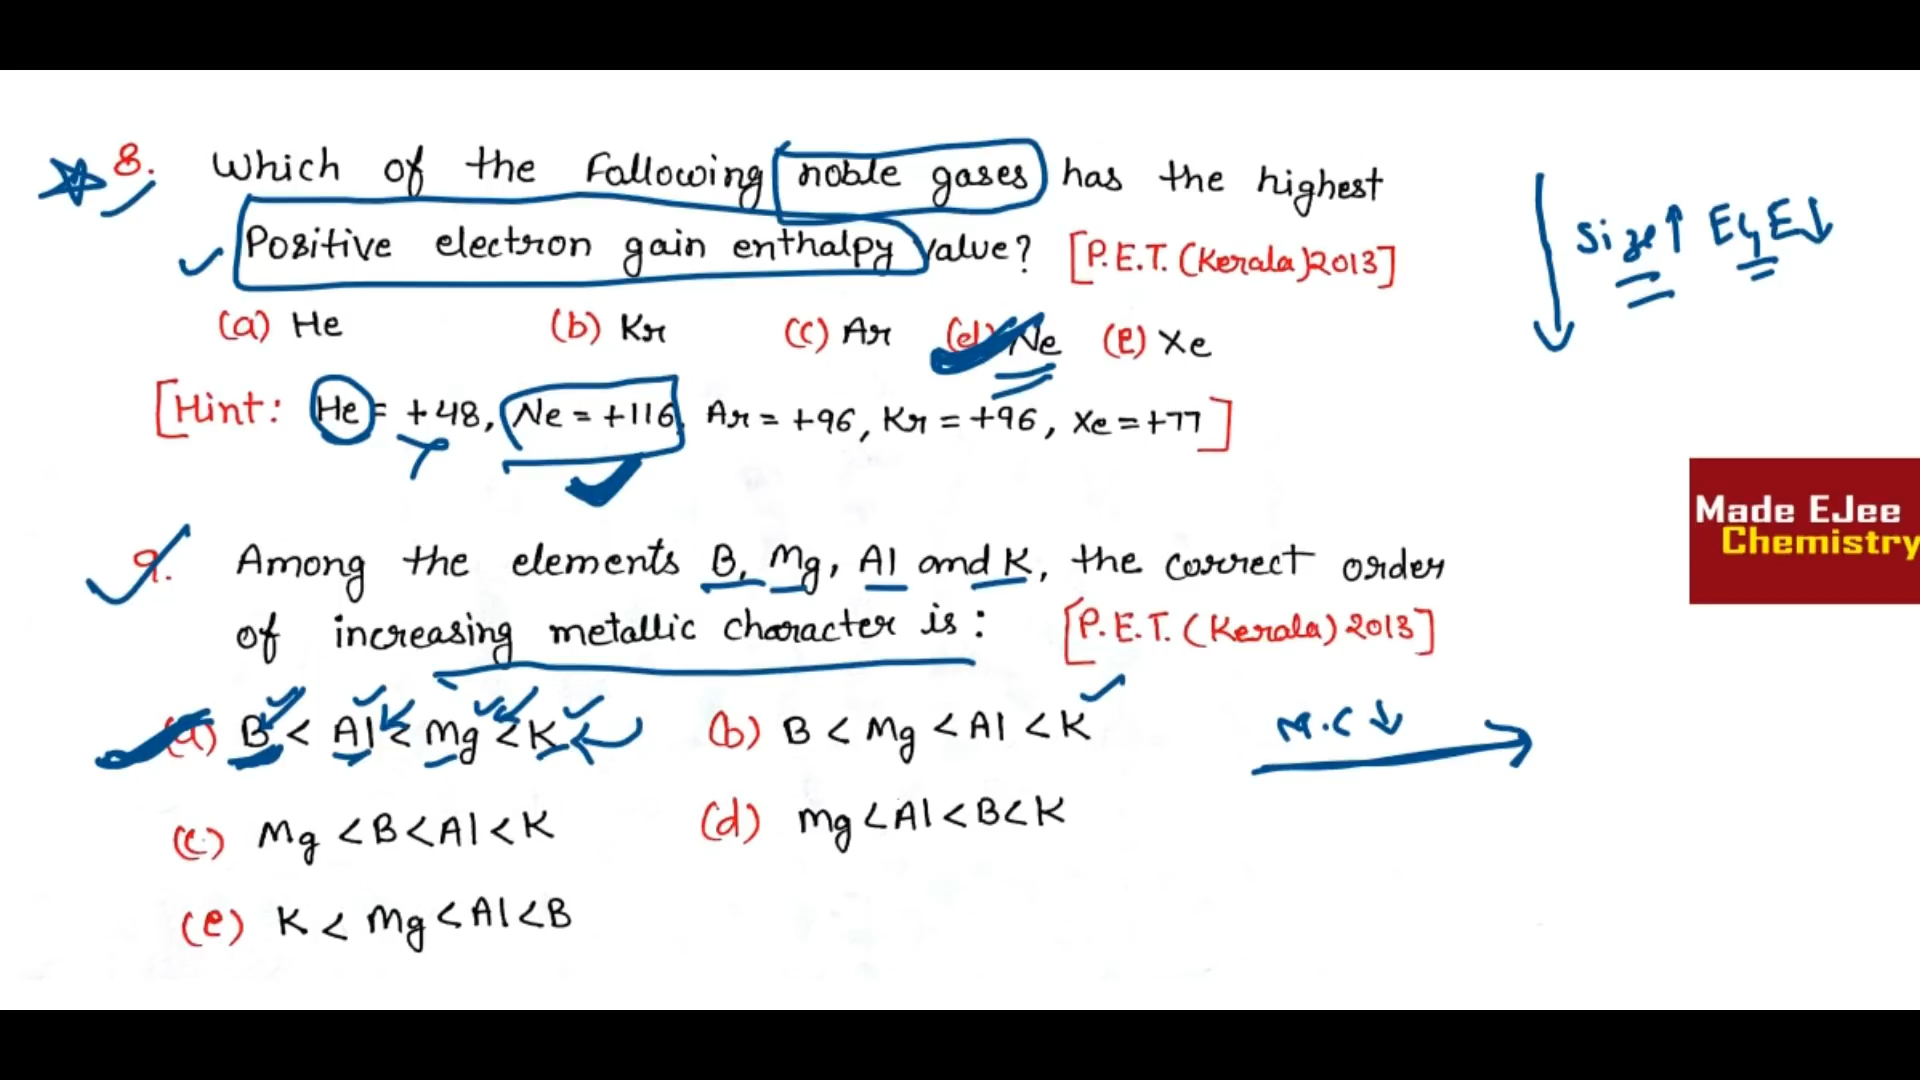 8. Which of the Following noble gases has the highest
Positive electron gain enthalpy value? [P.E.T. (Kerala) 2013]
Size↑ EgE↓
(a) He (b) Kr (c) Ar (d) Ne (e) Xe
[Hint: He = +48, Ne = +116, Ar = +96, Kr = +96, Xe = +77]
Made EJee
Chemistry
9. Among the elements B, Mg, Al and K, the correct order
of increasing metallic character is: [P.E.T. (Kerala) 2013]
(a) B < Al < Mg < K (b) B < Mg < Al < K
M.C ↓
(c) Mg < B < Al < K (d) Mg < Al < B < K
(e) K < Mg < Al < B